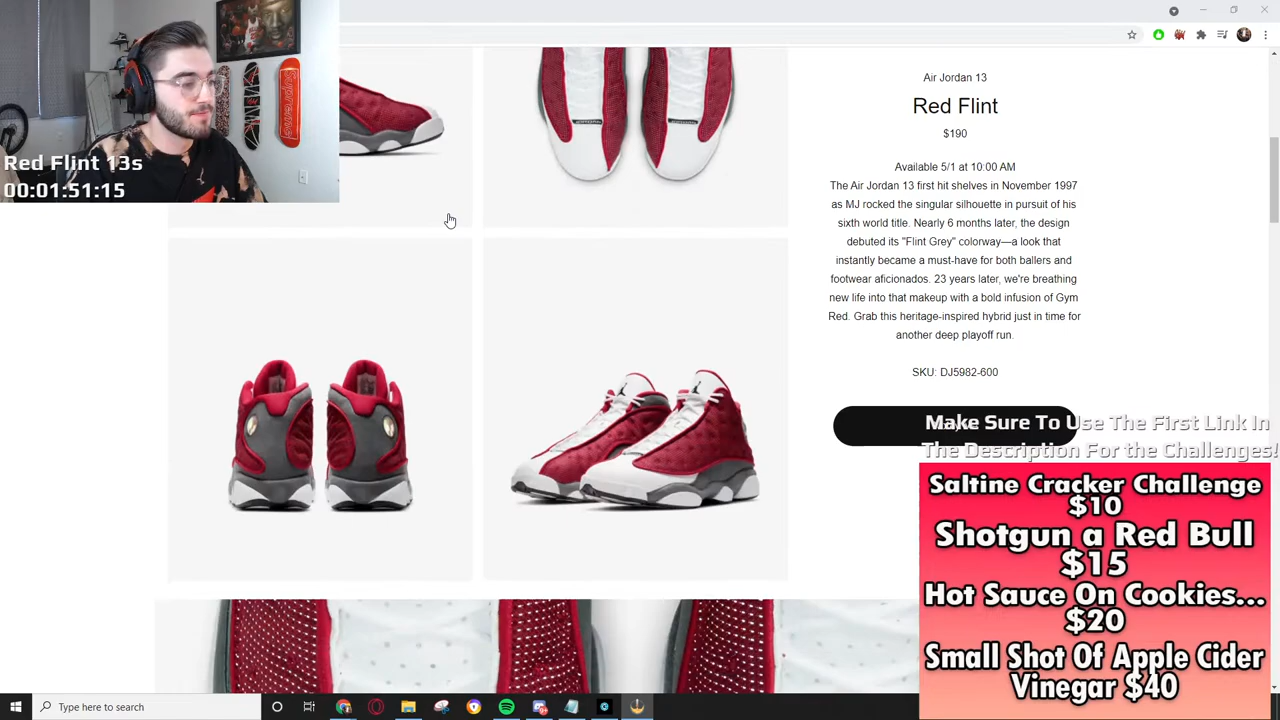 Red Flint 13s
00:01:51:15
Air Jordan 13
Red Flint
$190
Available 5/1 at 10:00 AM
The Air Jordan 13 first hit shelves in November 1997
as MJ rocked the singular silhouette in pursuit of his
sixth world title. Nearly 6 months later, the design
debuted its "Flint Grey" colorway—a look that
instantly became a must-have for both ballers and
footwear aficionados. 23 years later, we're breathing
new life into that makeup with a bold infusion of Gym
Red. Grab this heritage-inspired hybrid just in time for
another deep playoff run.
SKU: DJ5982-600
Make Sure To Use The First Link In
The Description For the Challenges!
Saltine Cracker Challenge
$10
Shotgun a Red Bull
$15
Hot Sauce On Cookies...
$20
Small Shot Of Apple Cider
Vinegar $40
Type here to search